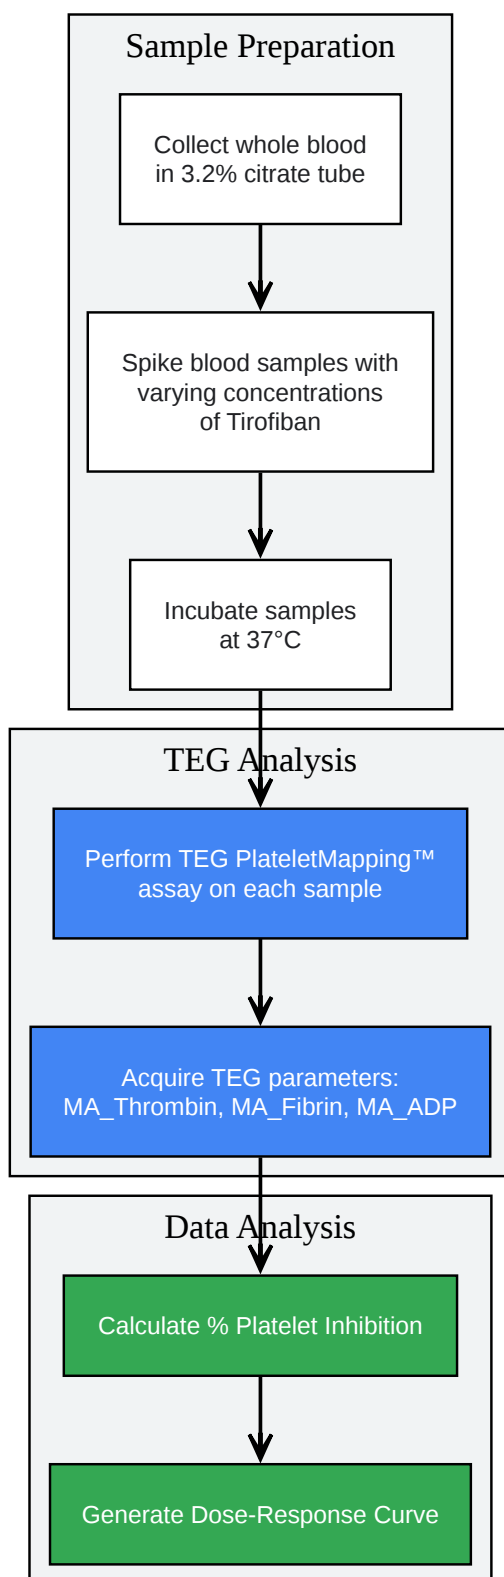 Sample Preparation
Collect whole blood
in 3.2% citrate tube
Spike blood samples with
varying concentrations
of Tirofiban
Incubate samples
at 37°C
TEG Analysis
Perform TEG PlateletMapping™
assay on each sample
Acquire TEG parameters:
MA_Thrombin, MA_Fibrin, MA_ADP
Data Analysis
Calculate % Platelet Inhibition
Generate Dose-Response Curve